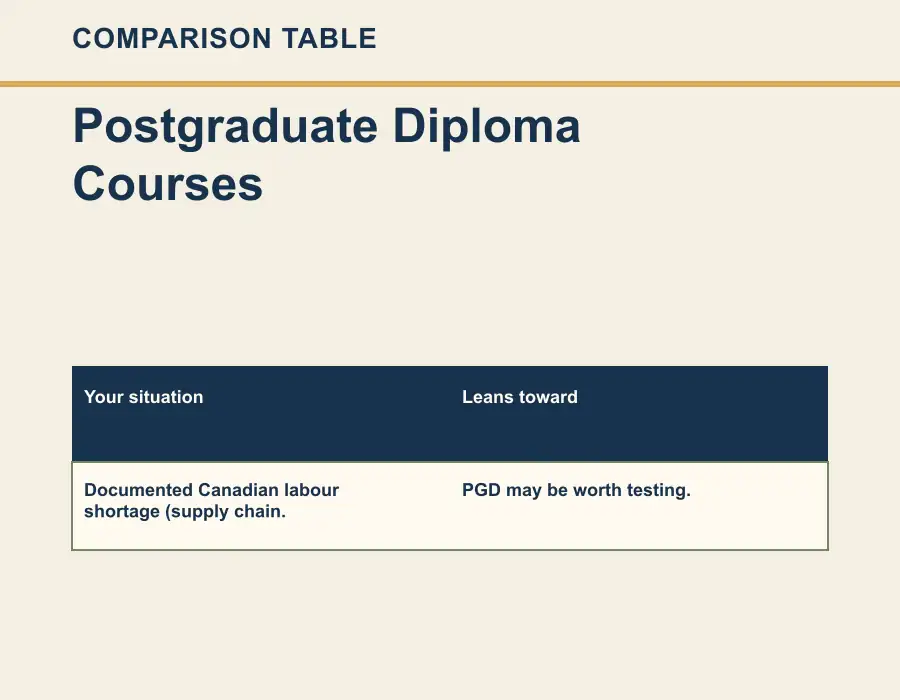 COMPARISON TABLE
Postgraduate Diploma
Courses
Your situation
Leans toward
Documented Canadian labour
shortage (supply chain.
PGD may be worth testing.